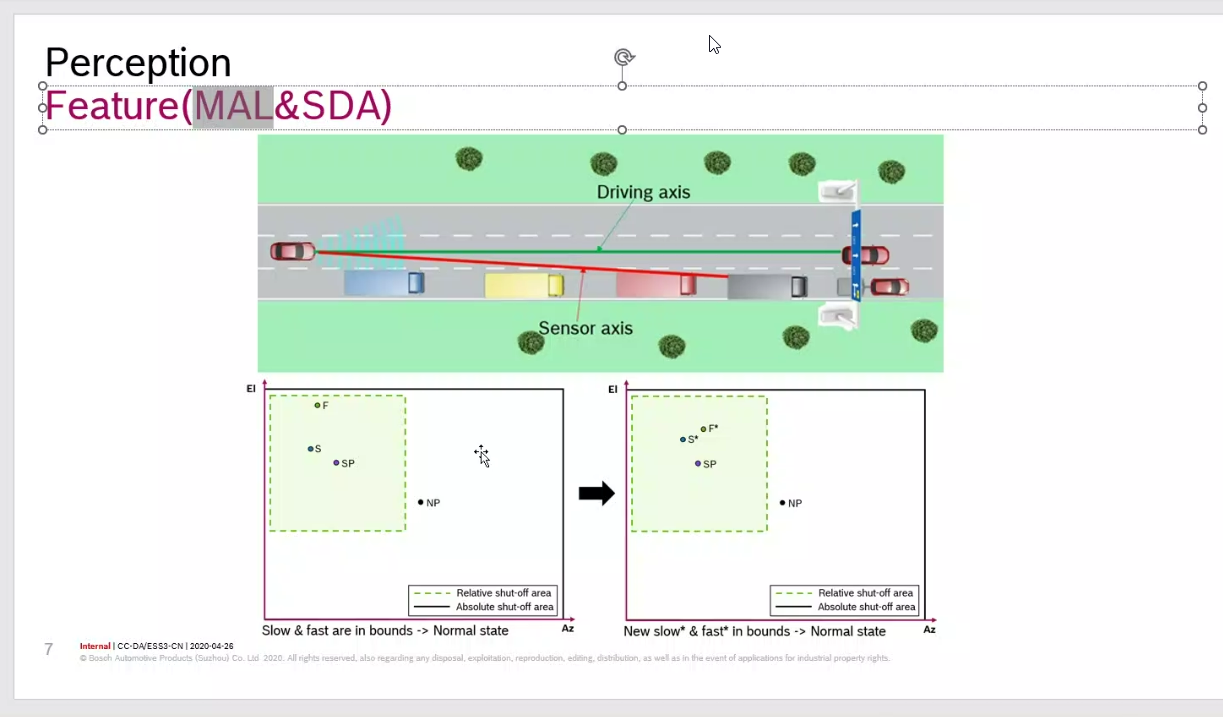 Perception
Feature(MAL&SDA)
Driving axis
Sensor axis
El
F
S
SP
NP
Relative shut-off area
Absolute shut-off area
Az
Slow & fast are in bounds -> Normal state
El
F*
S*
SP
NP
Relative shut-off area
Absolute shut-off area
Az
New slow* & fast* in bounds -> Normal state
7
Internal | CC-DA/ESS3-CN | 2020-04-26
© Bosch Automotive Products (Suzhou) Co. Ltd 2020. All rights reserved, also regarding any disposal, exploitation, reproduction, editing, distribution, as well as in the event of applications for industrial property rights.